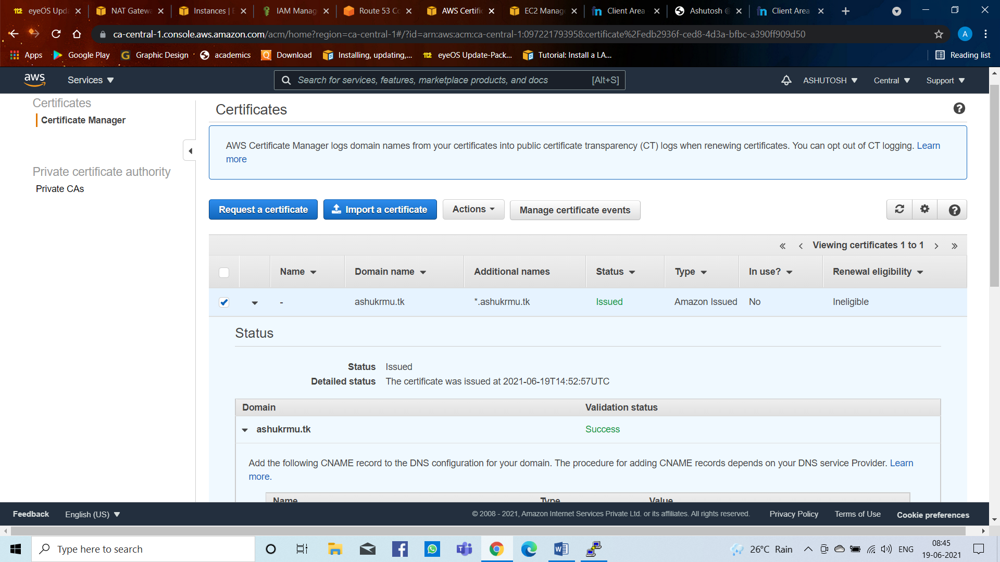 eyeOS Upda
NAT Gatewa
Instances | E
IAM Manag
Route 53 Co
AWS Certific
EC2 Manage
Client Area
Ashutosh @
Client Area
ca-central-1.console.aws.amazon.com/acm/home?region=ca-central-1#/?id=arn:aws:acm:ca-central-1:097221793958:certificate%2Fedb2936f-ced8-4d3a-bfbc-a390ff909d50
A
Apps
Google Play
Graphic Design
academics
Download
Installing, updating,...
eyeOS Update-Pack...
Tutorial: Install a LA...
Reading list
aws
Services
Search for services, features, marketplace products, and docs [Alt+S]
ASHUTOSH
Central
Support
Certificates
Certificate Manager
Private certificate authority
Private CAs
Certificates
AWS Certificate Manager logs domain names from your certificates into public certificate transparency (CT) logs when renewing certificates. You can opt out of CT logging. Learn
more
Request a certificate
Import a certificate
Actions
Manage certificate events
« ‹ Viewing certificates 1 to 1 › »
Name Domain name Additional names Status Type In use? Renewal eligibility
- ashukrmu.tk *.ashukrmu.tk Issued Amazon Issued No Ineligible
Status
Status Issued
Detailed status The certificate was issued at 2021-06-19T14:52:57UTC
Domain Validation status
ashukrmu.tk Success
Add the following CNAME record to the DNS configuration for your domain. The procedure for adding CNAME records depends on your DNS service Provider. Learn
more.
Name Type Value
Feedback English (US) © 2008 - 2021, Amazon Internet Services Private Ltd. or its affiliates. All rights reserved. Privacy Policy Terms of Use Cookie preferences
Type here to search
26°C Rain
ENG
08:45
19-06-2021